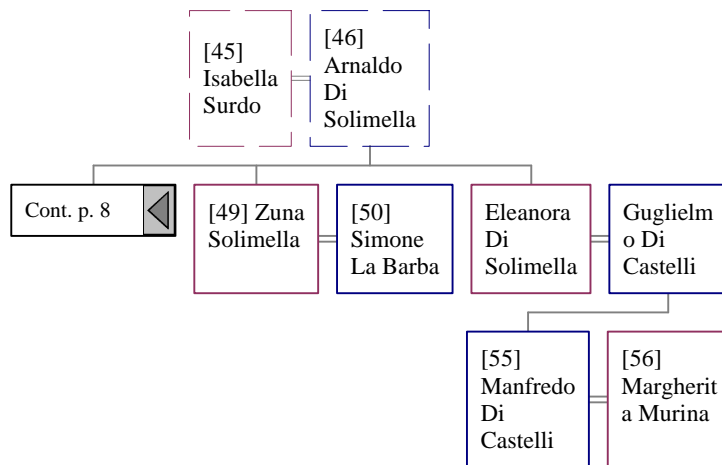 [45]
Isabella
Surdo
[46]
Arnaldo
Di
Solimella
Cont. p. 8
[49] Zuna
Solimella
[50]
Simone
La Barba
Eleanora
Di
Solimella
Guglielm
o Di
Castelli
[55]
Manfredo
Di
Castelli
[56]
Margherit
a Murina